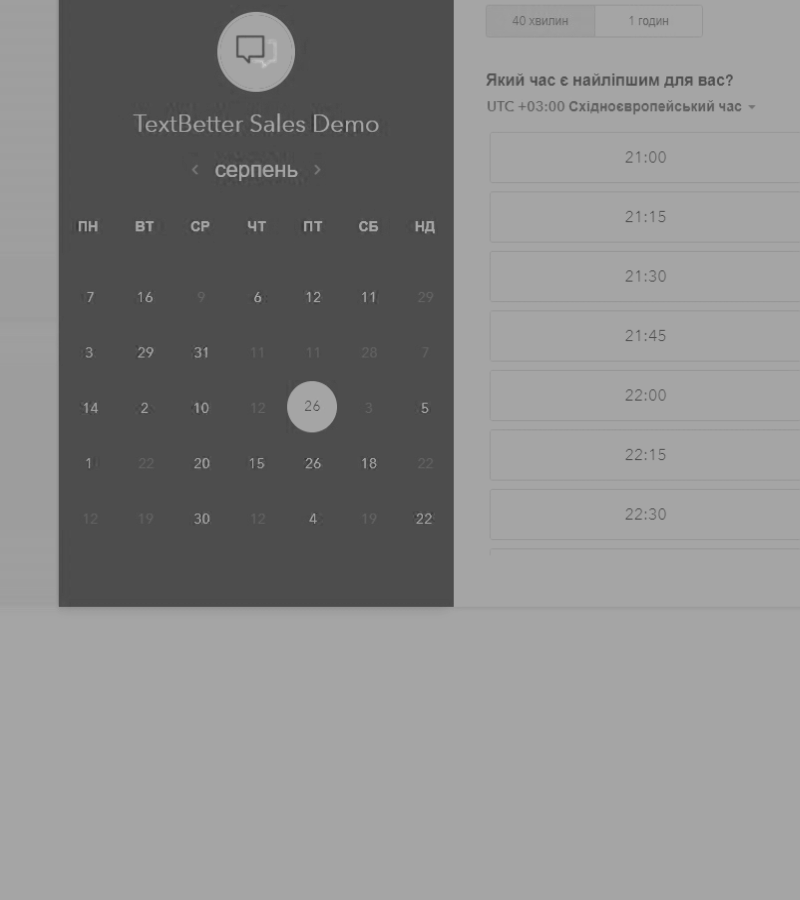 40 хвилин 1 годин
TextBetter Sales Demo
серпень
ПН ВТ СР ЧТ ПТ СБ НД
7 16 9 6 12 11 29
3 29 31 11 11 28 7
14 2 10 12 26 3 5
1 22 20 15 26 18 22
12 19 30 12 4 19 22
Який час є найліпшим для вас?
UTC +03:00 Східноєвропейський час
21:00
21:15
21:30
21:45
22:00
22:15
22:30